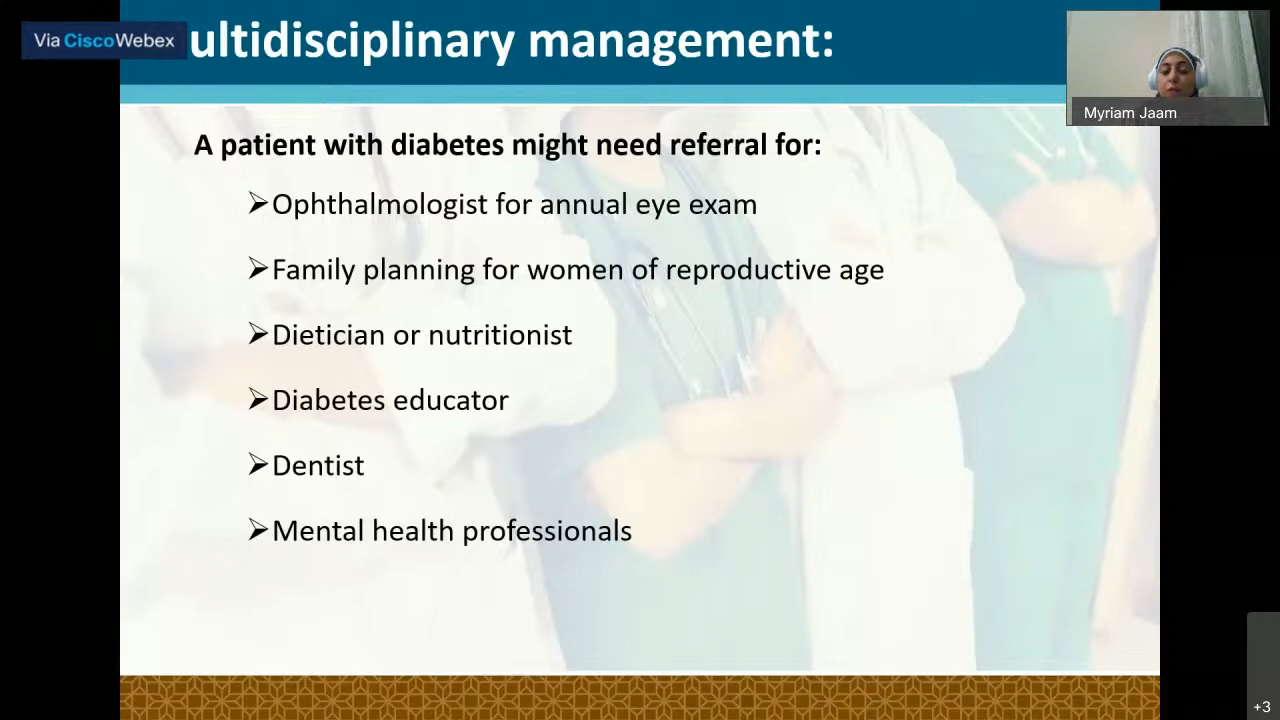 Via CiscoWebex
ultidisciplinary management:
Myriam Jaam
A patient with diabetes might need referral for:
➢Ophthalmologist for annual eye exam
➢Family planning for women of reproductive age
➢Dietician or nutritionist
➢Diabetes educator
➢Dentist
➢Mental health professionals
+3